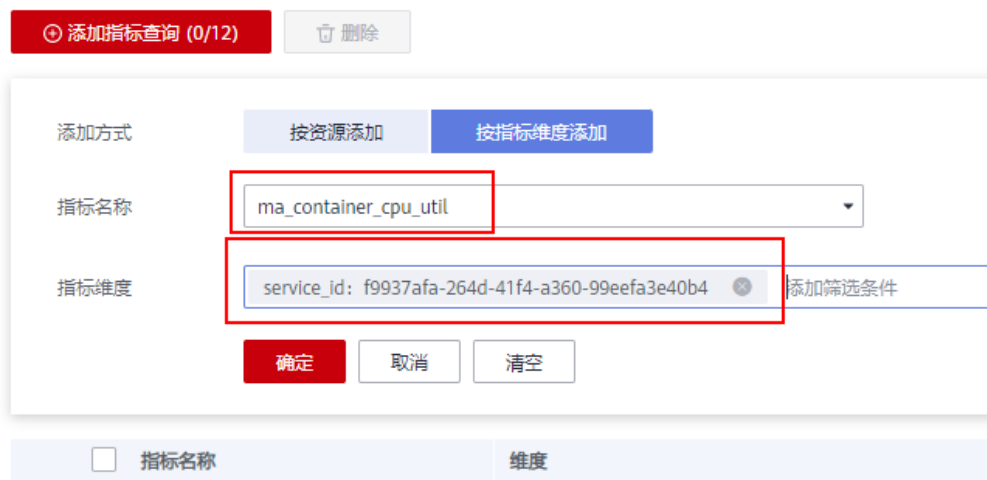 添加指标查询 (0/12) 删除
添加方式 按资源添加 按指标维度添加
指标名称 ma_container_cpu_util
指标维度 service_id：f9937afa-264d-41f4-a360-99eefa3e40b4 添加筛选条件
确定 取消 清空
指标名称 维度